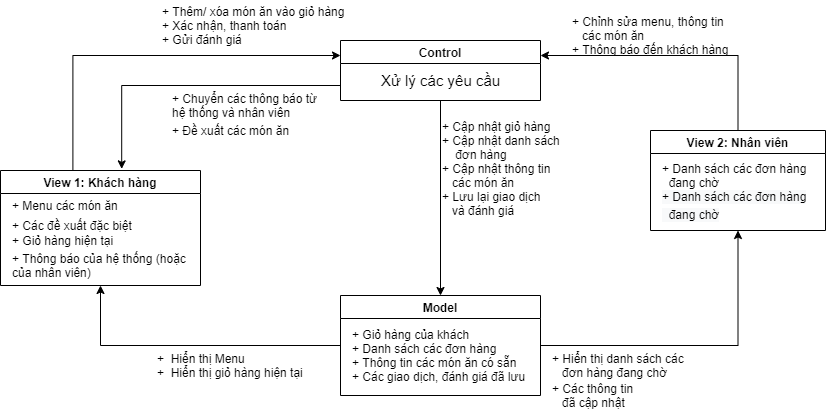 + Thêm/ xóa món ăn vào giỏ hàng
+ Xác nhận, thanh toán
+ Gửi đánh giá
+ Chỉnh sửa menu, thông tin
các món ăn
+ Thông báo đến khách hàng
Control
Xử lý các yêu cầu
+ Chuyển các thông báo từ
hệ thống và nhân viên
+ Đề xuất các món ăn
+ Cập nhật giỏ hàng
+ Cập nhật danh sách
đơn hàng
+ Cập nhật thông tin
các món ăn
+ Lưu lại giao dịch
và đánh giá
View 1: Khách hàng
+ Menu các món ăn
+ Các đề xuất đặc biệt
+ Giỏ hàng hiện tại
+ Thông báo của hệ thống (hoặc
của nhân viên)
View 2: Nhân viên
+ Danh sách các đơn hàng
đang chờ
+ Danh sách các đơn hàng
đang chờ
Model
+ Giỏ hàng của khách
+ Danh sách các đơn hàng
+ Thông tin các món ăn có sẵn
+ Các giao dịch, đánh giá đã lưu
+ Hiển thị Menu
+ Hiển thị giỏ hàng hiện tại
+ Hiển thị danh sách các
đơn hàng đang chờ
+ Các thông tin
đã cập nhật